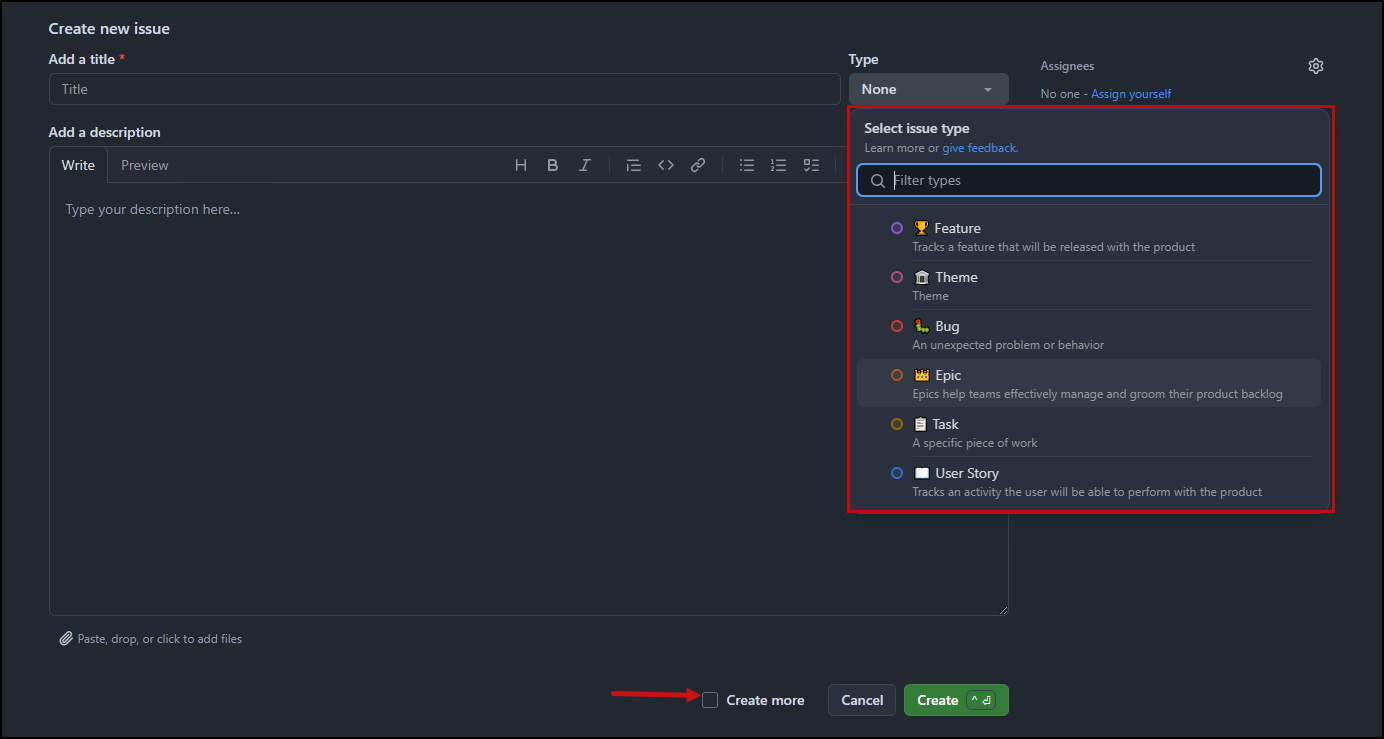 Create new issue
Add a title *
Title
Type
None
Assignees
No one - Assign yourself
Add a description
Write
Preview
Type your description here...
Select issue type
Learn more or give feedback.
Filter types
Feature
Tracks a feature that will be released with the product
Theme
Theme
Bug
An unexpected problem or behavior
Epic
Epics help teams effectively manage and groom their product backlog
Task
A specific piece of work
User Story
Tracks an activity the user will be able to perform with the product
Paste, drop, or click to add files
Create more
Cancel
Create ^ ⏎